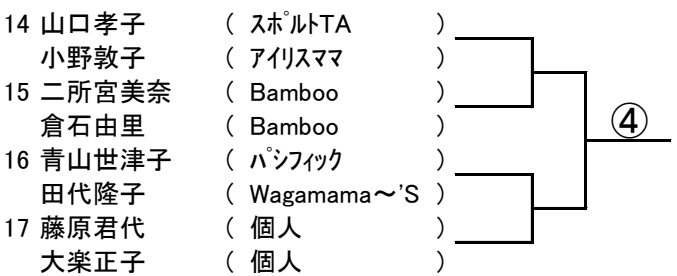 14 山口孝子 ( スポルトTA )
小野敦子 ( アイリスママ )
15 二所宮美奈 ( Bamboo )
倉石由里 ( Bamboo )
④
16 青山世津子 ( パシフィック )
田代隆子 ( Wagamama～'S )
17 藤原君代 ( 個人 )
大楽正子 ( 個人 )